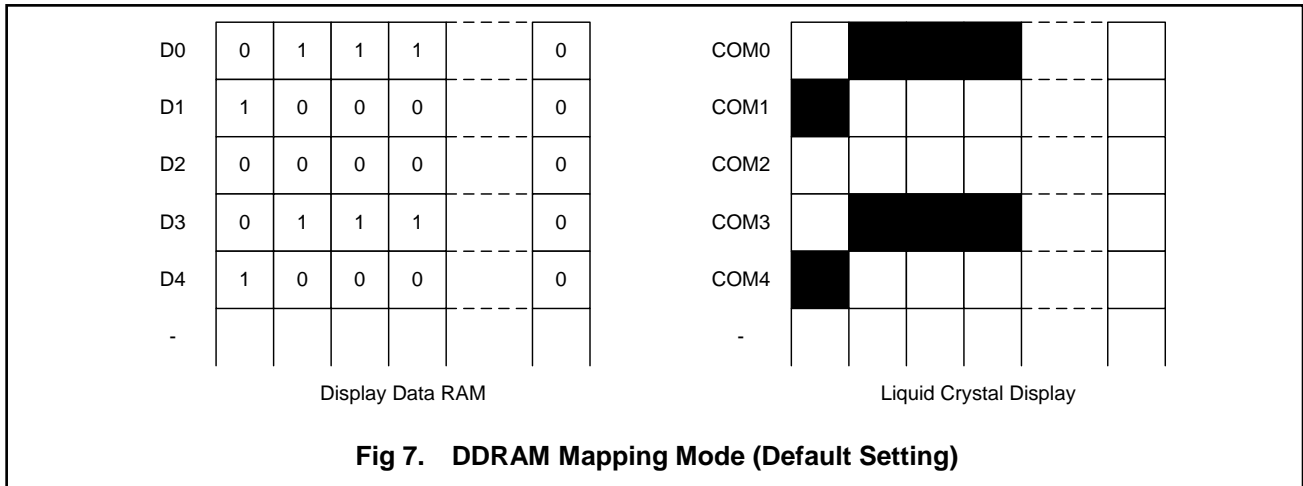 D0 0 1 1 1 0 COM0
D1 1 0 0 0 0 COM1
D2 0 0 0 0 0 COM2
D3 0 1 1 1 0 COM3
D4 1 0 0 0 0 COM4
- -
Display Data RAM Liquid Crystal Display
Fig 7. DDRAM Mapping Mode (Default Setting)